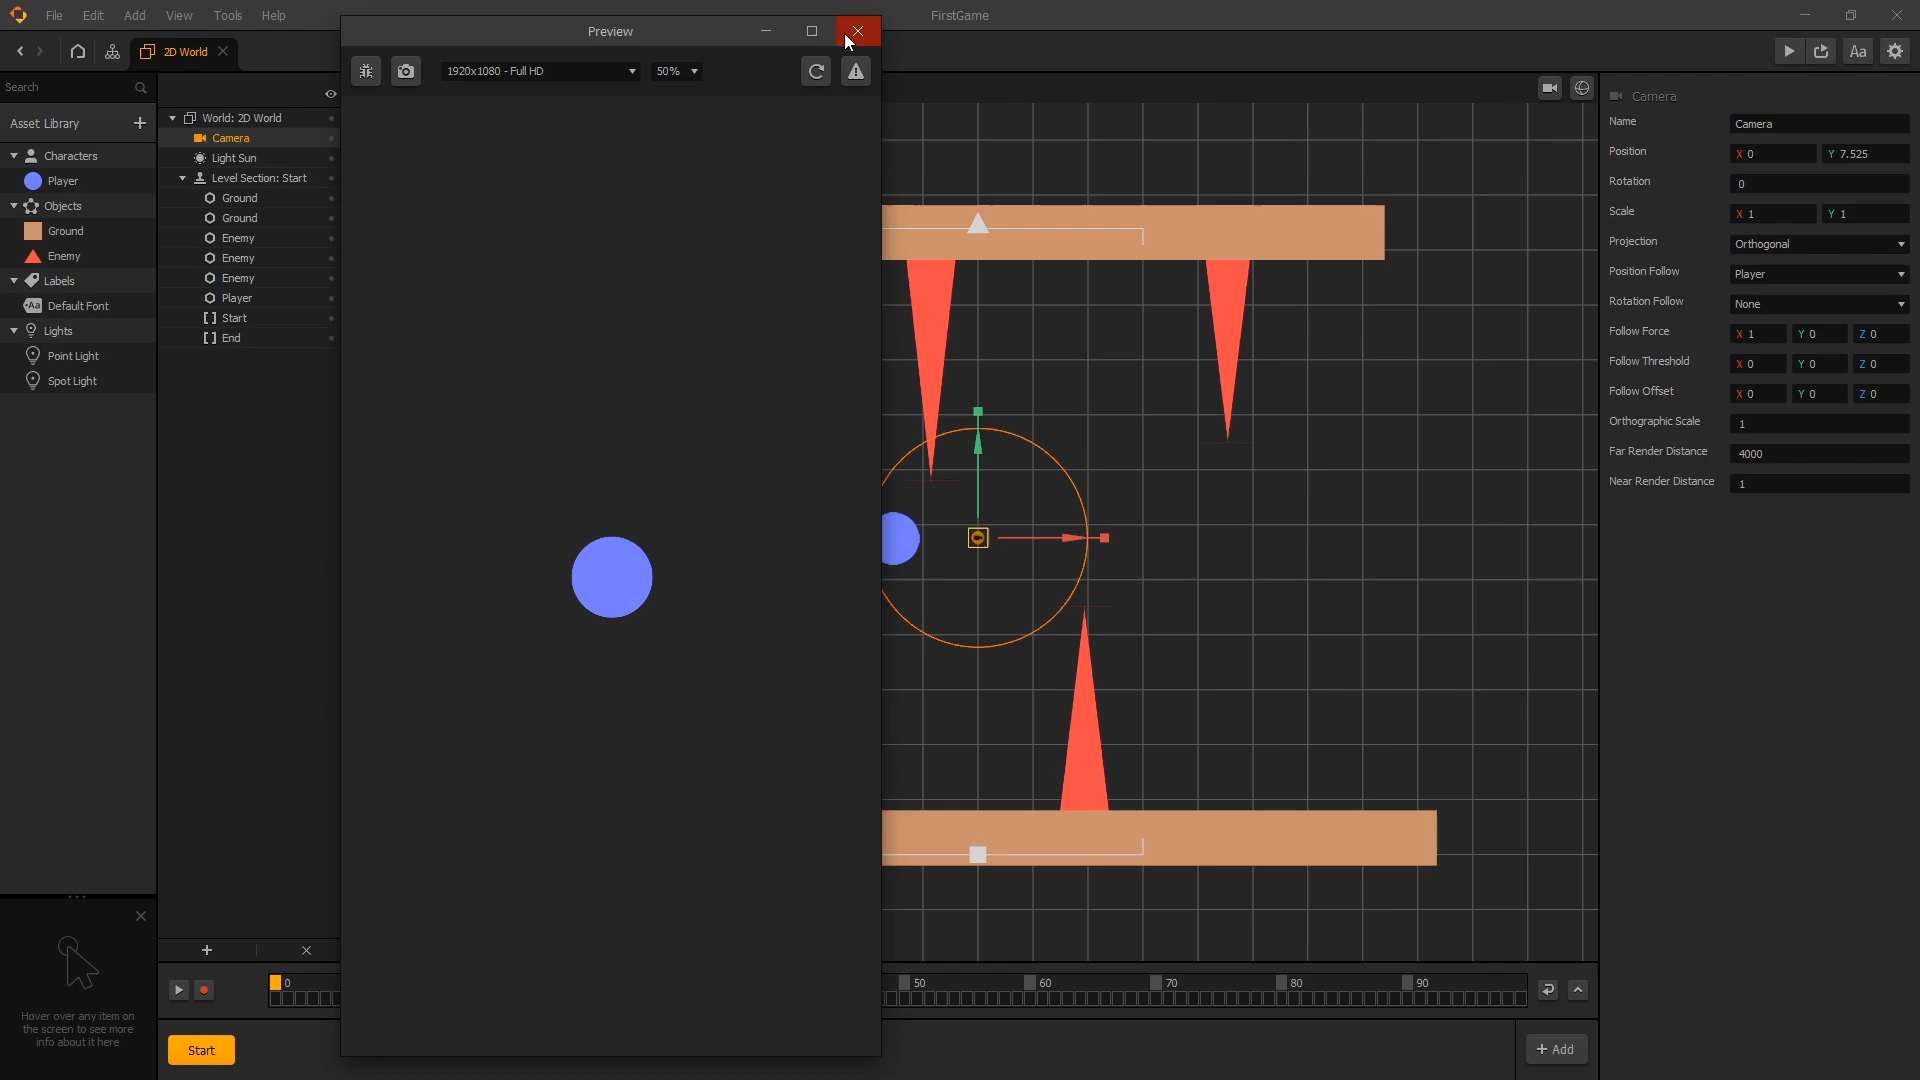 File Edit Add View Tools Help
FirstGame
2D World
Aa
Preview
1920x1080 - Full HD
50%
Search
Asset Library
Characters
Player
Objects
Ground
Enemy
Labels
Aa Default Font
Lights
Point Light
Spot Light
World: 2D World
Camera
Light Sun
Level Section: Start
Ground
Ground
Enemy
Enemy
Enemy
Player
Start
End
Camera
Name Camera
Position X 0 Y 7.525
Rotation 0
Scale X 1 Y 1
Projection Orthogonal
Position Follow Player
Rotation Follow None
Follow Force X 1 Y 0 Z 0
Follow Threshold X 0 Y 0 Z 0
Follow Offset X 0 Y 0 Z 0
Orthographic Scale 1
Far Render Distance 4000
Near Render Distance 1
Hover over any item on
the screen to see more
info about it here
0 50 60 70 80 90
Start
+ Add